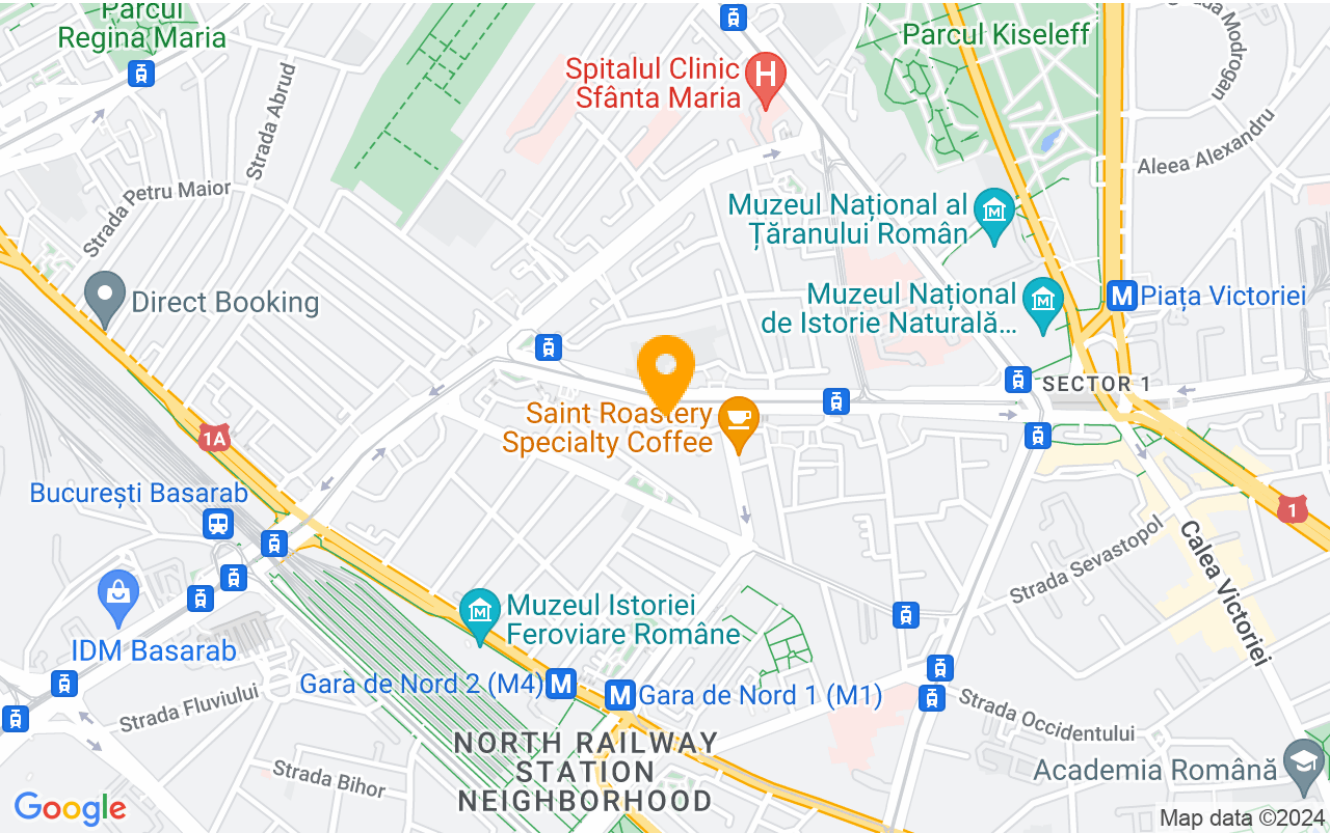 Parcul
Regina Maria
Strada Abrud
Strada Petru Maior
Spitalul Clinic
Sfânta Maria
H
Parcul Kiseleff
Strada Modrogan
Aleea Alexandru
Muzeul Național al
Țăranului Român
Muzeul Național
de Istorie Naturală...
M Piața Victoriei
Direct Booking
SECTOR 1
Saint Roastery
Specialty Coffee
1A
București Basarab
1
Strada Sevastopol
Calea Victoriei
IDM Basarab
Muzeul Istoriei
Feroviare Române
Gara de Nord 2 (M4) M
M Gara de Nord 1 (M1)
Strada Fluviului
Strada Occidentului
NORTH RAILWAY
STATION
NEIGHBORHOOD
Strada Bihor
Academia Română
Google
Map data ©2024